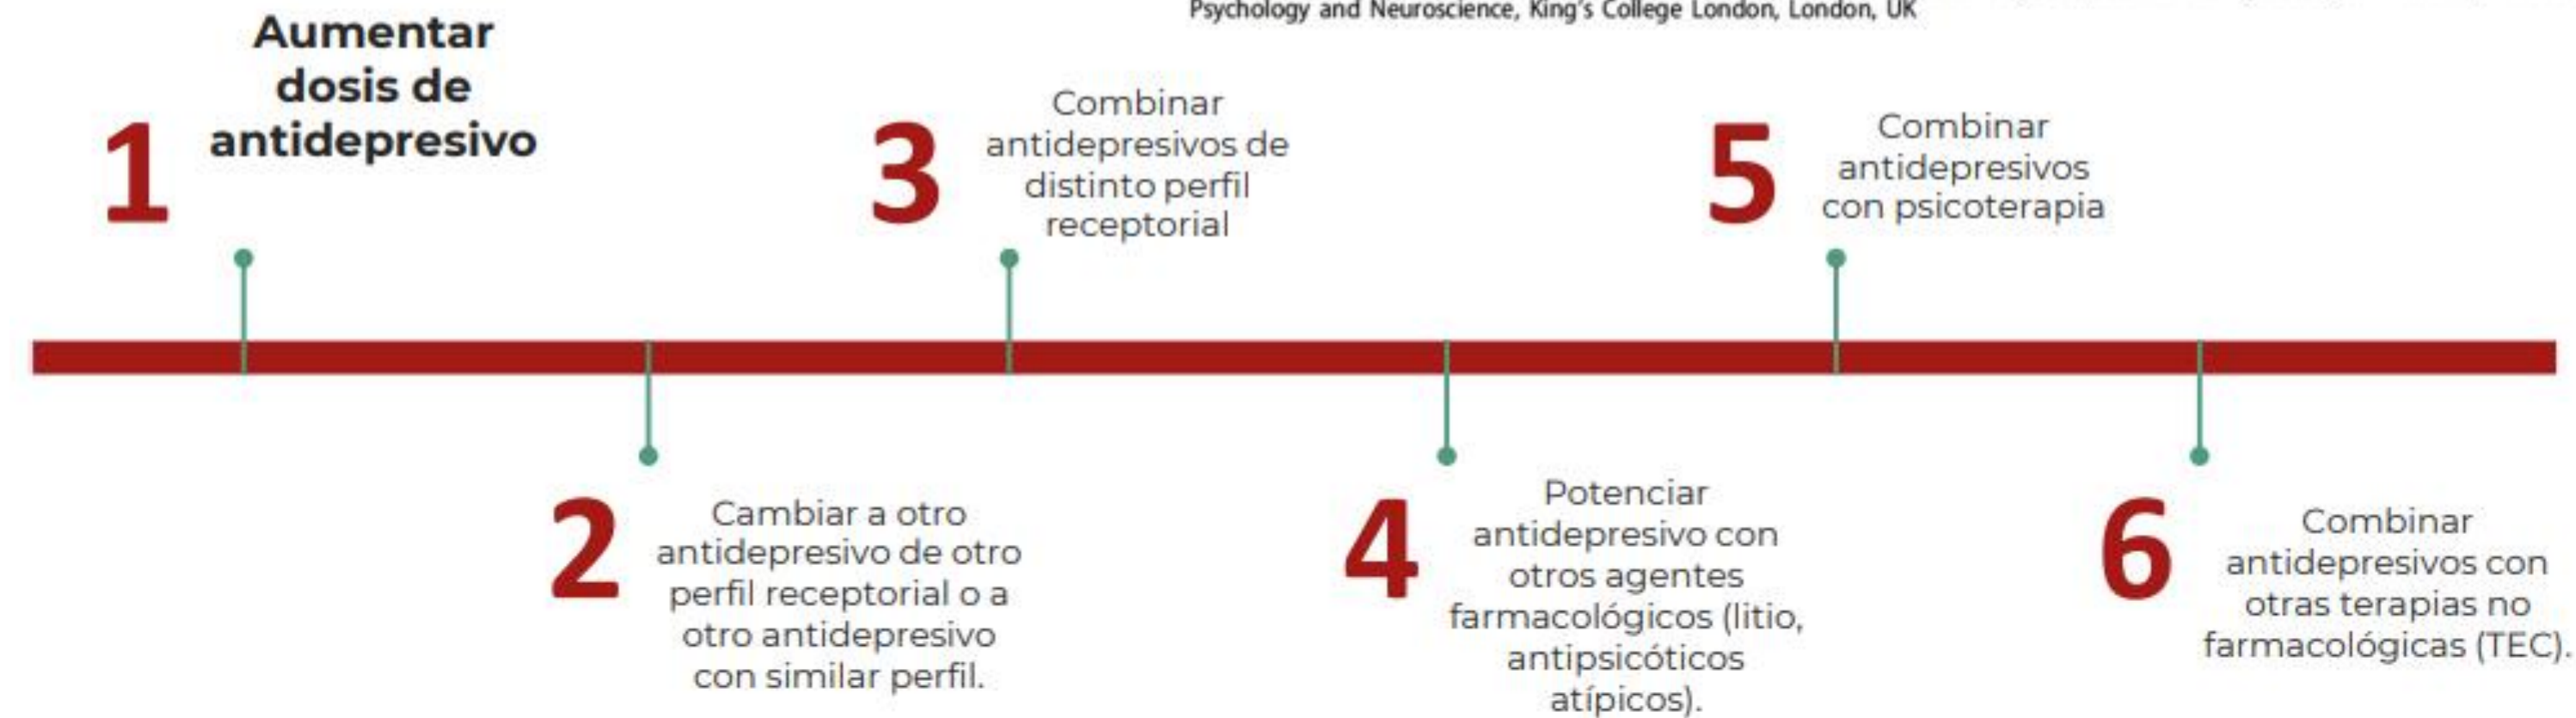 Psychology and Neuroscience, King's College London, London, UK
1
Aumentar
dosis de
antidepresivo
2
Cambiar a otro
antidepresivo de otro
perfil receptorial o a
otro antidepresivo
con similar perfil.
3
Combinar
antidepresivos de
distinto perfil
receptorial
4
Potenciar
antidepresivo con
otros agentes
farmacológicos (litio,
antipsicóticos
atípicos).
5
Combinar
antidepresivos
con psicoterapia
6
Combinar
antidepresivos con
otras terapias no
farmacológicas (TEC).